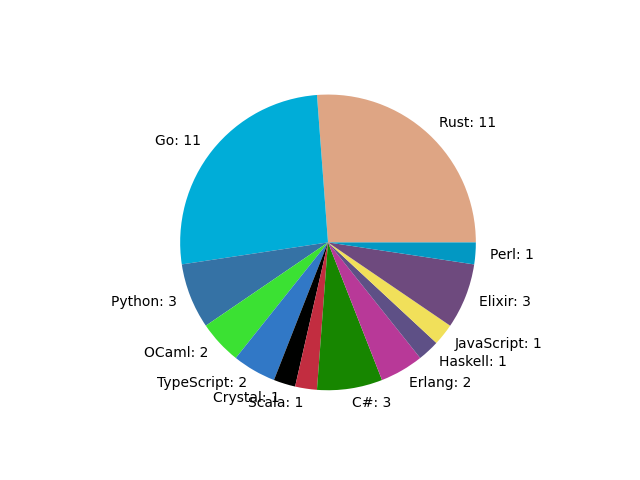 Rust: 11
Go: 11
Python: 3
OCaml: 2
TypeScript: 2
Crystal: 1
Scala: 1
C#: 3
Erlang: 2
Haskell: 1
JavaScript: 1
Elixir: 3
Perl: 1